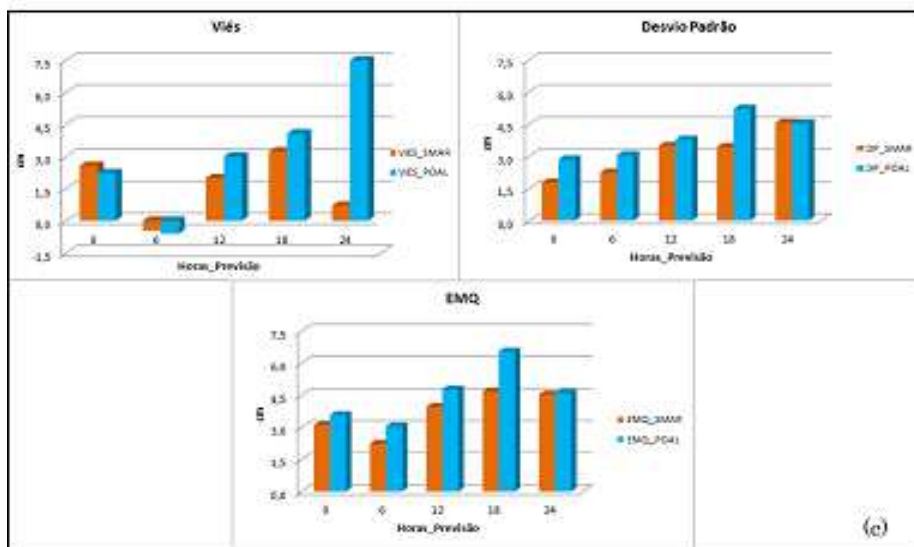 Viés
7,5
6,0
4,5
3,0
1,5
0,0
-1,5
cm
0
6
12
18
24
Horas_Previsão
VIES_SMAR
VIES_POAL
Desvio Padrão
7,5
6,0
4,5
3,0
1,5
0,0
cm
0
6
12
18
24
Horas_Previsão
DP_SMAR
DP_POAL
EMQ
7,5
6,0
4,5
3,0
1,5
0,0
cm
0
6
12
18
24
Horas_Previsão
EMQ_SMAR
EMQ_POAL
(c)